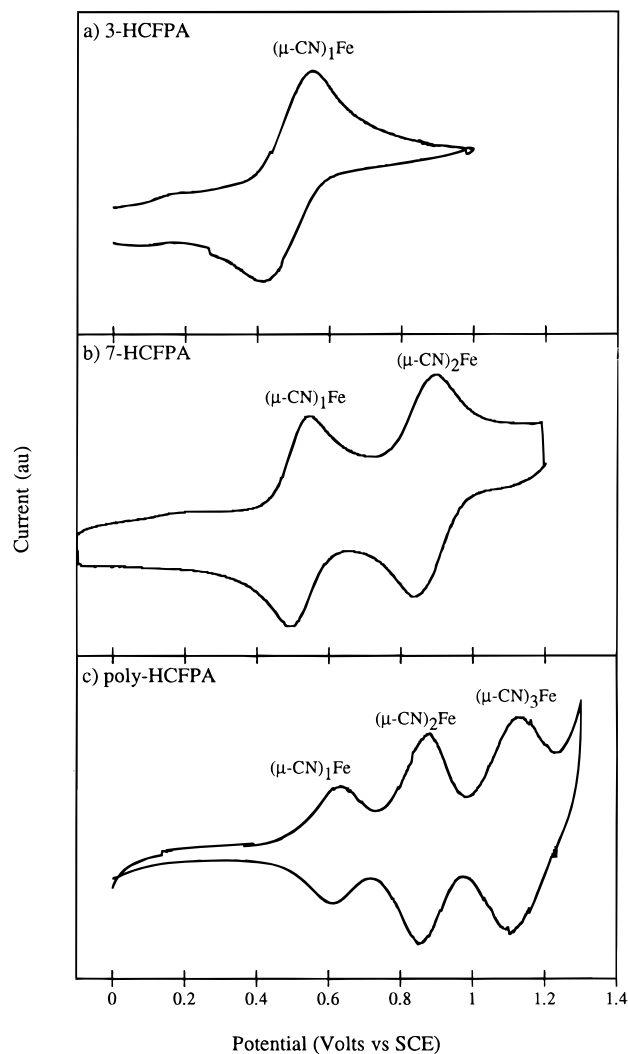 a) 3-HCFPA
(μ-CN)1Fe
b) 7-HCFPA
(μ-CN)1Fe
(μ-CN)2Fe
c) poly-HCFPA
(μ-CN)1Fe
(μ-CN)2Fe
(μ-CN)3Fe
Current (au)
0 0.2 0.4 0.6 0.8 1 1.2 1.4
Potential (Volts vs SCE)